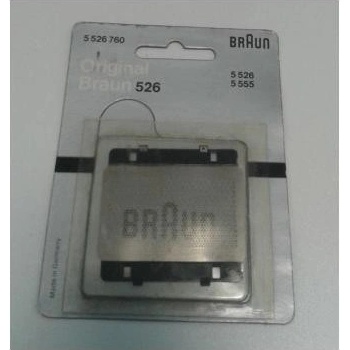 5 526 760
BRAUN
Original
Braun 526
5 526
5 555
BRAUN
Made in Germany